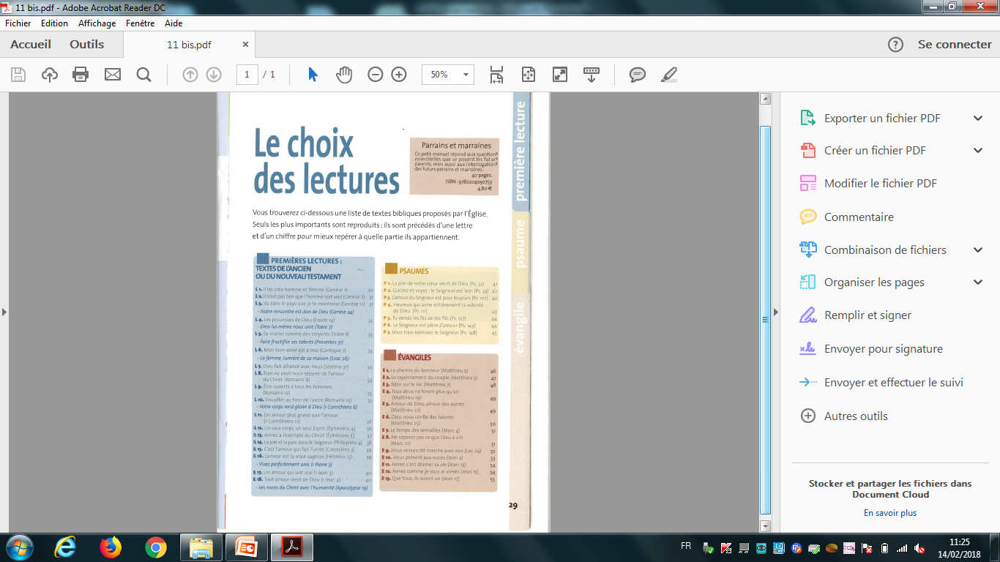 11 bis.pdf - Adobe Acrobat Reader DC
Fichier Edition Affichage Fenêtre Aide
Accueil Outils 11 bis.pdf × ? Se connecter
1 / 1 50%
Le choix
des lectures
Parrains et marraines
Ce petit manuel répond aux questions
essentielles que se posent les futurs
parents, mais aussi aux interrogations
des futurs parrains et marraines.
40 pages.
ISBN : 9782204092753
4,80 €
Vous trouverez ci-dessous une liste de textes bibliques proposés par l'Église.
Seuls les plus importants sont reproduits : ils sont précédés d'une lettre
et d'un chiffre pour mieux repérer à quelle partie ils appartiennent.
PREMIÈRES LECTURES :
TEXTES DE L'ANCIEN
OU DU NOUVEAU TESTAMENT
L 1. Il les créa homme et femme (Genèse 1) 30
L 2. Il n'est pas bon que l'homme soit seul (Genèse 2) 31
L 3. Va dans le pays que je te montrerai (Genèse 12) 31
- Notre rencontre est don de Dieu (Genèse 24)
L 4. Les prouesses de Dieu (Exode 14) 32
- Dieu lui-même nous unit (Tobie 7)
L 5. Se marier comme des croyants (Tobie 8) 33
- Faire fructifier ses talents (Proverbes 31)
L 6. Mon bien-aimé est à moi (Cantique 2) 33
- La femme, lumière de sa maison (Sirac 26)
L 7. Dieu fait alliance avec nous (Jérémie 31) 34
L 8. Rien ne peut nous séparer de l'amour
du Christ (Romains 8) 34
L 9. Être ouverts à tous les hommes
(Romains 12) 35
L 10. Travailler au bien de l'autre (Romains 15) 35
- Votre corps rend gloire à Dieu (1 Corinthiens 6)
L 11. Un amour plus grand que l'amour
(1 Corinthiens 12) 36
L 12. Un seul corps, un seul Esprit (Éphésiens 4) 36
L 13. Aimez à l'exemple du Christ (Éphésiens 5) 37
L 14. La joie et la paix dans le Seigneur (Philippiens 4) 38
L 15. C'est l'amour qui fait l'unité (Colossiens 3) 39
L 16. L'amour est la vraie sagesse (Hébreux 13) 39
- Vivez parfaitement unis (1 Pierre 3)
L 17. Un amour qui soit vrai (1 Jean 3) 40
L 18. Tout amour vient de Dieu (1 Jean 4) 40
- Les noces du Christ avec l'humanité (Apocalypse 19)
PSAUMES
P 1. La joie de notre cœur vient de Dieu (Ps. 32) 41
P 2. Goûtez et voyez : le Seigneur est bon (Ps. 33) 42
P 3. L'amour du Seigneur est pour toujours (Ps. 102) 42
P 4. Heureux qui aime entièrement la volonté
de Dieu (Ps. 111) 43
P 5. Tu verras les fils de tes fils (Ps. 127) 44
P 6. Le Seigneur est plein d'amour (Ps. 144) 44
P 7. Vous tous bénissez le Seigneur (Ps. 148) 45
ÉVANGILES
E 1. Le chemin du bonheur (Matthieu 5) 46
E 2. Le rayonnement du couple (Matthieu 5) 47
E 3. Bâtir sur le roc (Matthieu 7) 48
E 4. Tous deux ne feront plus qu'un
(Matthieu 19) 49
E 5. Amour de Dieu, amour des autres
(Matthieu 22) 49
E 6. Dieu nous confie des talents
(Matthieu 25) 50
E 7. Le temps des semailles (Marc 4) 51
E 8. Ne séparez pas ce que Dieu a uni
(Marc 10) 51
E 9. Jésus ressuscité marche avec eux (Luc 24) 52
E 10. Jésus présent aux noces (Jean 2) 53
E 11. Aimer, c'est donner sa vie (Jean 15) 54
E 12. Aimez comme je vous ai aimés (Jean 15) 54
E 13. Que tous, ils soient un (Jean 17) 55
première lecture
psaume
évangile
29
Exporter un fichier PDF
Créer un fichier PDF
Modifier le fichier PDF
Commentaire
Combinaison de fichiers
Organiser les pages
Remplir et signer
Envoyer pour signature
Envoyer et effectuer le suivi
Autres outils
Stocker et partager les fichiers dans
Document Cloud
En savoir plus
FR 11:25
14/02/2018